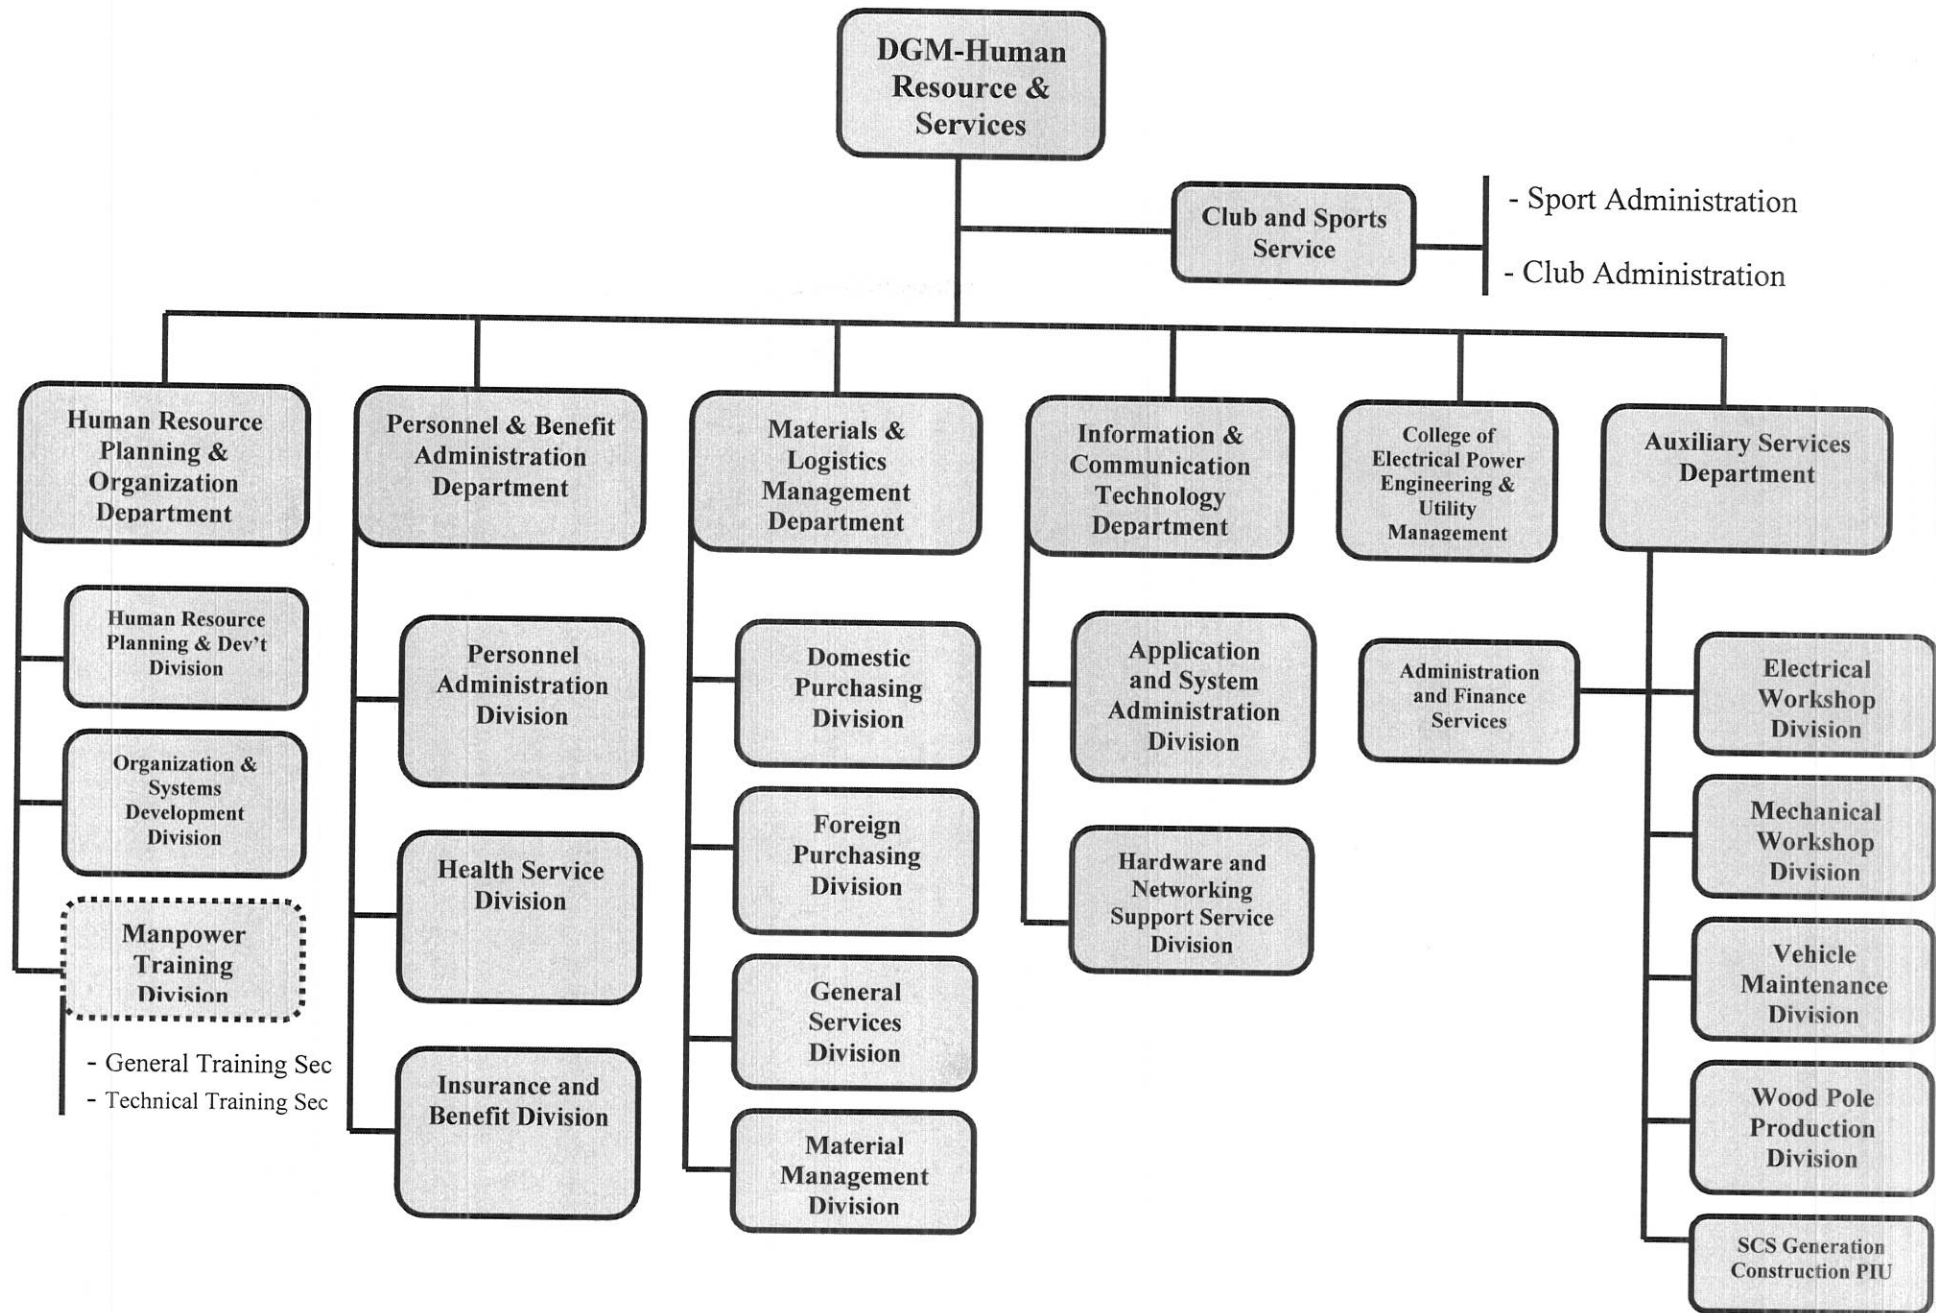 DGM-Human
Resource &
Services
Club and Sports
Service
- Sport Administration
- Club Administration
Human Resource
Planning &
Organization
Department
Personnel & Benefit
Administration
Department
Materials &
Logistics
Management
Department
Information &
Communication
Technology
Department
College of
Electrical Power
Engineering &
Utility
Management
Auxiliary Services
Department
Human Resource
Planning & Dev't
Division
Organization &
Systems
Development
Division
Manpower
Training
Division
- General Training Sec
- Technical Training Sec
Personnel
Administration
Division
Health Service
Division
Insurance and
Benefit Division
Domestic
Purchasing
Division
Foreign
Purchasing
Division
General
Services
Division
Material
Management
Division
Application
and System
Administration
Division
Hardware and
Networking
Support Service
Division
Administration
and Finance
Services
Electrical
Workshop
Division
Mechanical
Workshop
Division
Vehicle
Maintenance
Division
Wood Pole
Production
Division
SCS Generation
Construction PIU